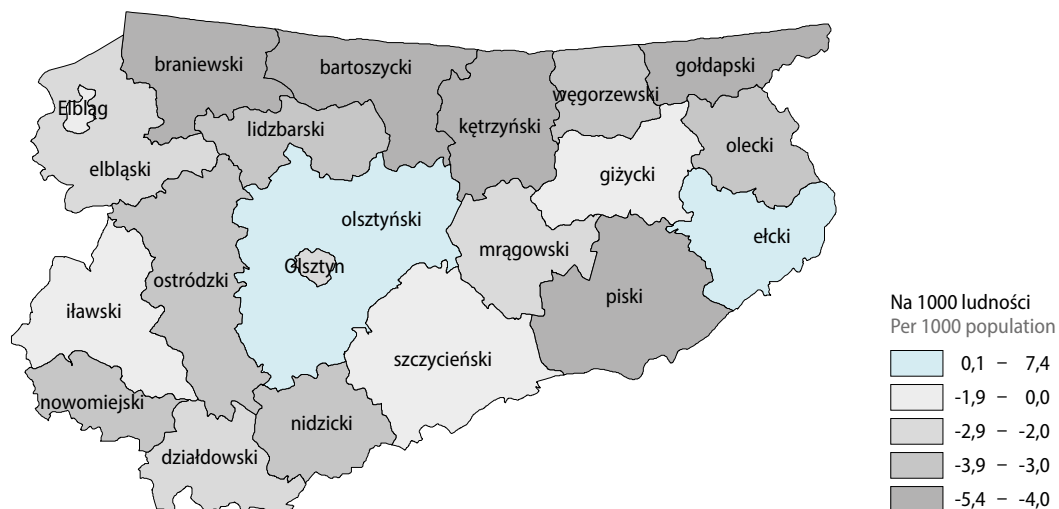 braniewski
bartoszycki
gołdapski
węgorzewski
Elbląg
lidzbarski
kętrzyński
olecki
elbląski
giżycki
olsztyński
ełcki
mrągowski
Olsztyn
ostródzki
piski
iławski
szczycieński
nowomiejski
nidzicki
działdowski
Na 1000 ludności
Per 1000 population
0,1 – 7,4
-1,9 – 0,0
-2,9 – -2,0
-3,9 – -3,0
-5,4 – -4,0